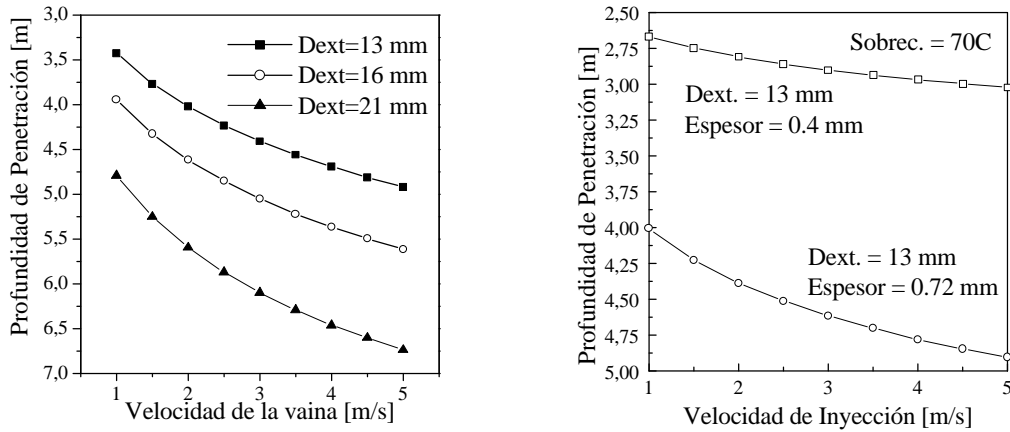 3,0
3,5
4,0
4,5
5,0
5,5
6,0
6,5
7,0
Profundidad de Penetración [m]
Dext=13 mm
Dext=16 mm
Dext=21 mm
1 2 3 4 5
Velocidad de la vaina [m/s]
2,50
2,75
3,00
3,25
3,50
3,75
4,00
4,25
4,50
4,75
5,00
Profundidad de Penetración [m]
Sobrec. = 70C
Dext. = 13 mm
Espesor = 0.4 mm
Dext. = 13 mm
Espesor = 0.72 mm
1 2 3 4 5
Velocidad de Inyección [m/s]